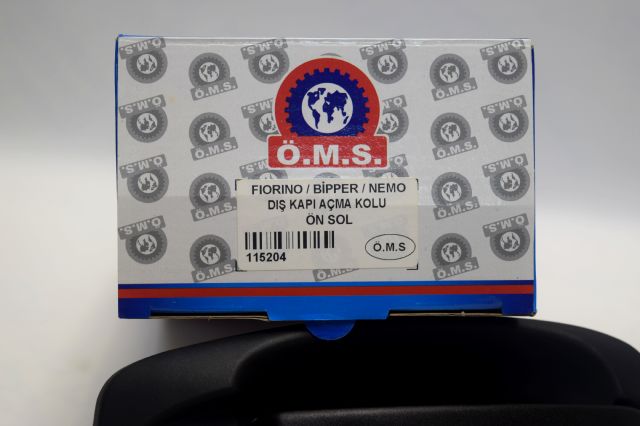 Ö.M.S.
FIORINO / BİPPER / NEMO
DIŞ KAPI AÇMA KOLU
ÖN SOL
115204
Ö.M.S